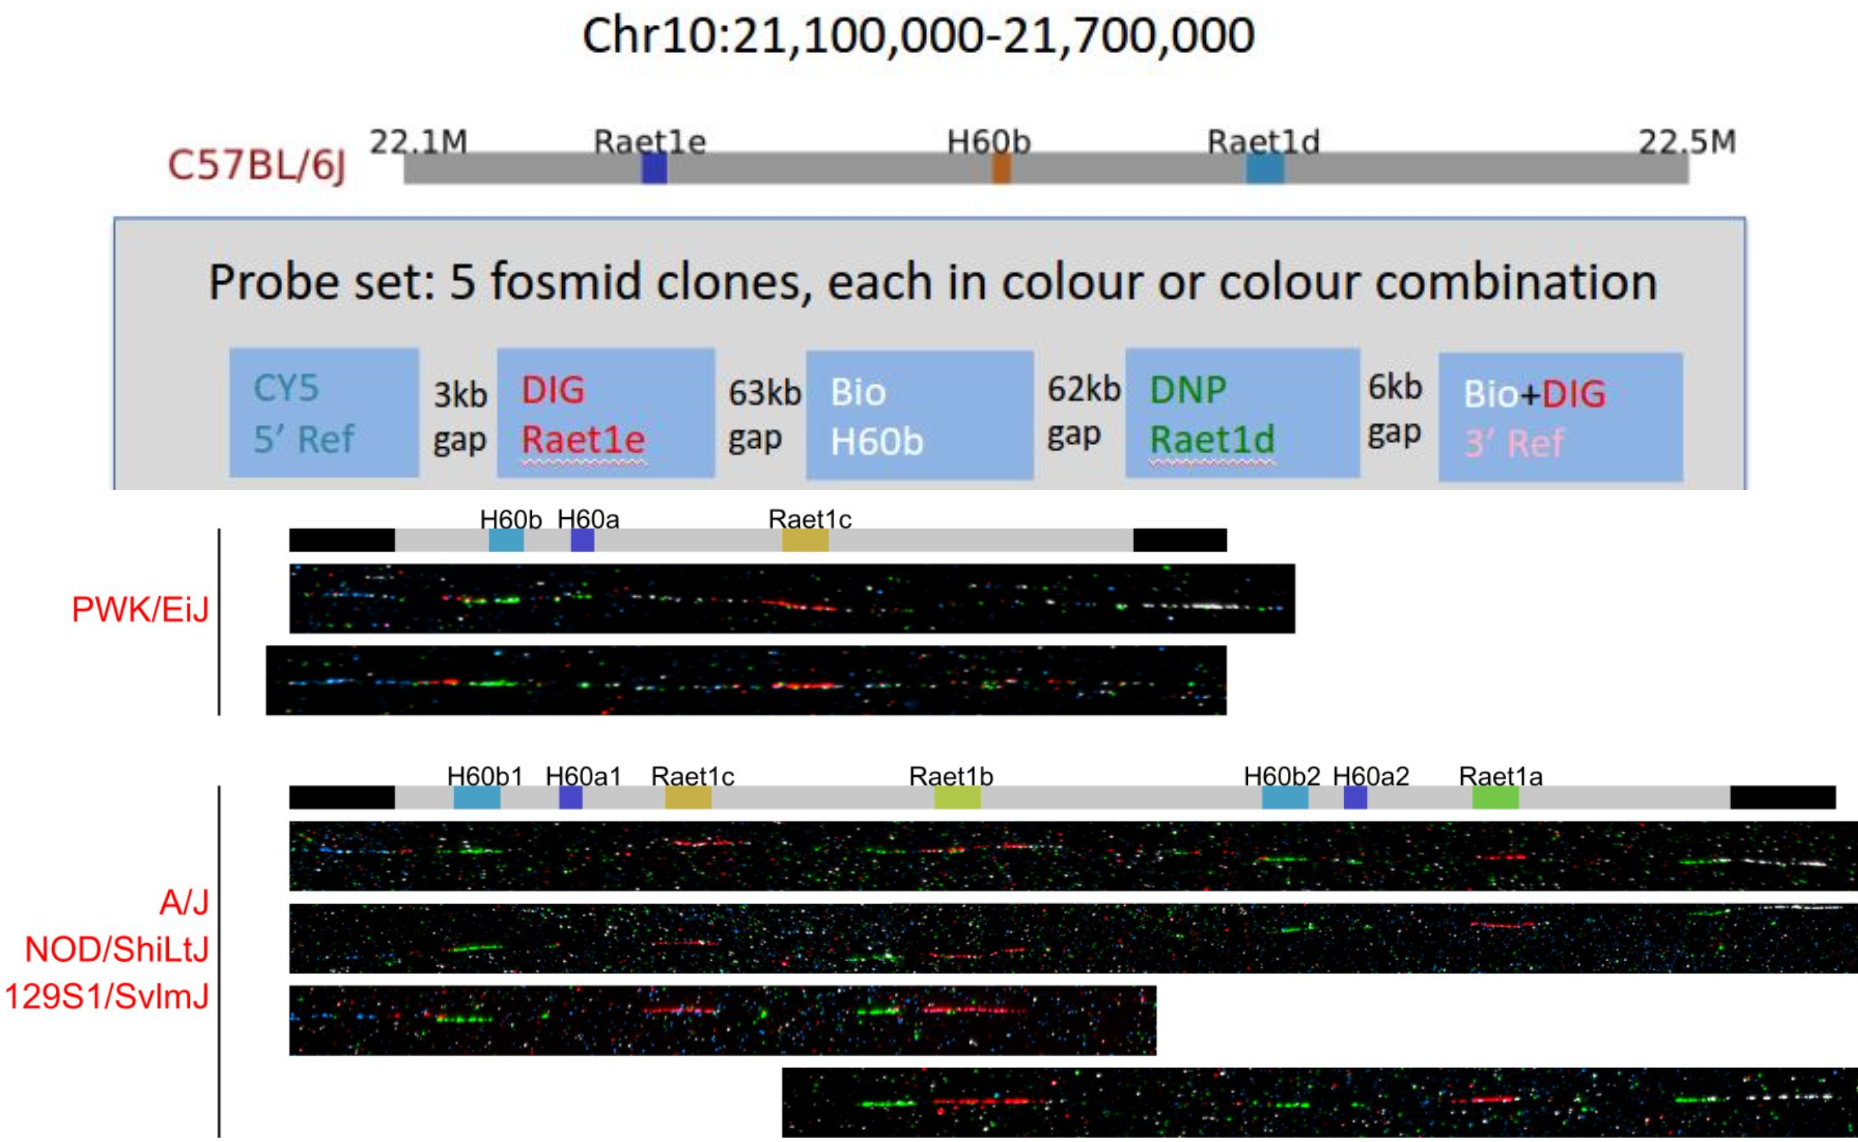 Chr10:21,100,000-21,700,000
22.1M Raet1e H60b Raet1d 22.5M
C57BL/6J
Probe set: 5 fosmid clones, each in colour or colour combination
CY5 3kb DIG 63kb Bio 62kb DNP 6kb Bio+DIG
5' Ref gap Raet1e gap H60b gap Raet1d gap 3' Ref
H60b H60a Raet1c
PWK/EiJ
H60b1 H60a1 Raet1c Raet1b H60b2 H60a2 Raet1a
A/J
NOD/ShiLtJ
129S1/SvImJ